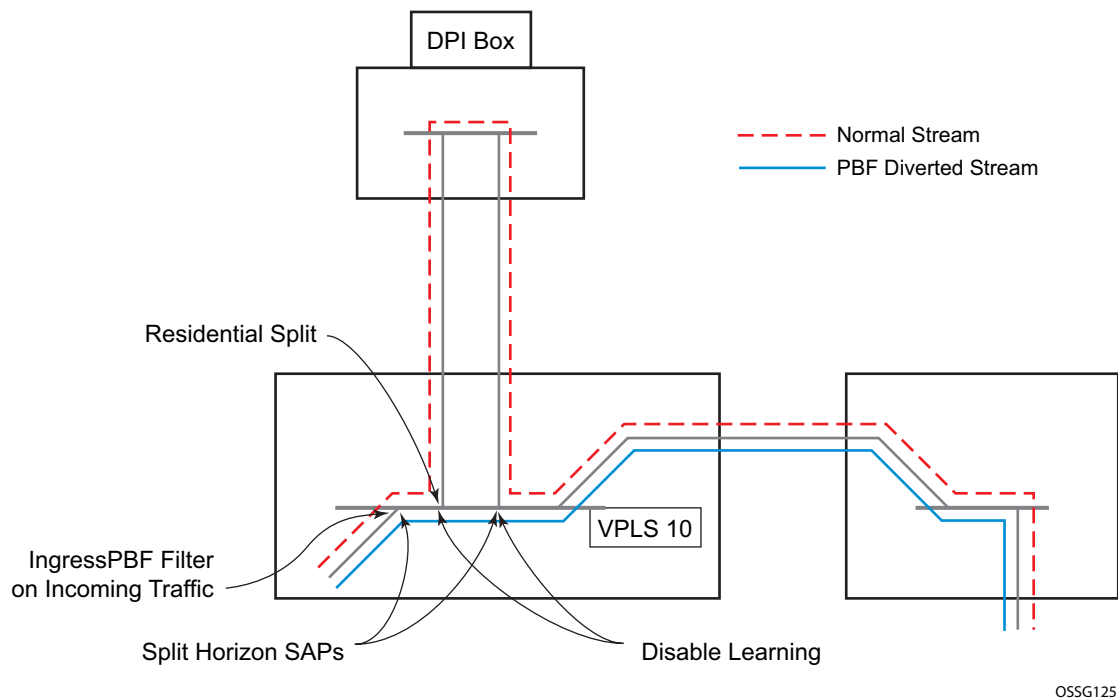 DPI Box
Normal Stream
PBF Diverted Stream
Residential Split
VPLS 10
IngressPBF Filter
on Incoming Traffic
Split Horizon SAPs
Disable Learning
OSSG125